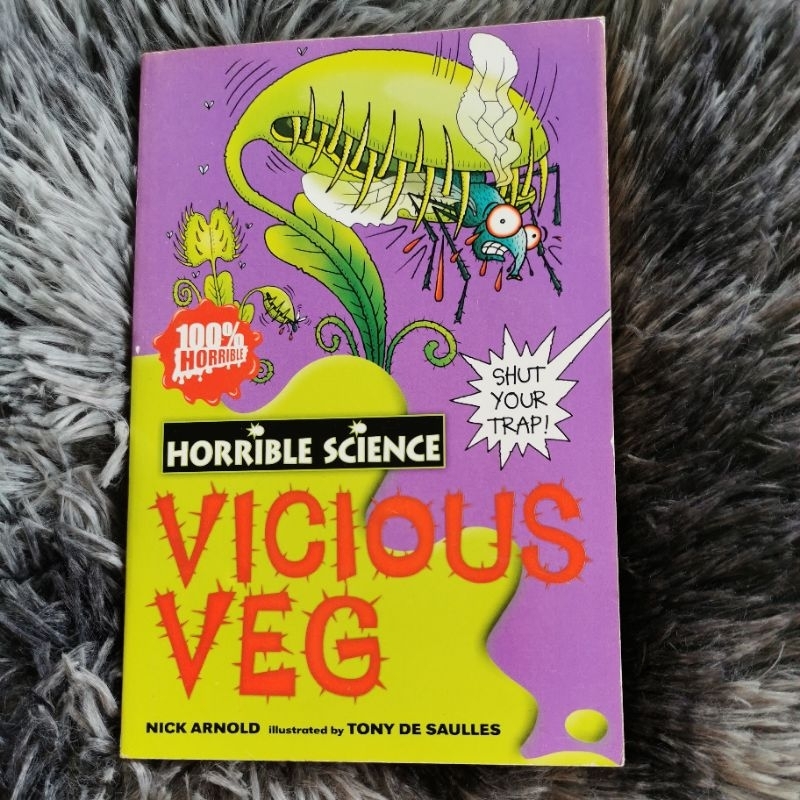 100%
HORRIBLE
SHUT
YOUR
TRAP!
HORRIBLE SCIENCE
VICIOUS
VEG
NICK ARNOLD illustrated by TONY DE SAULLES